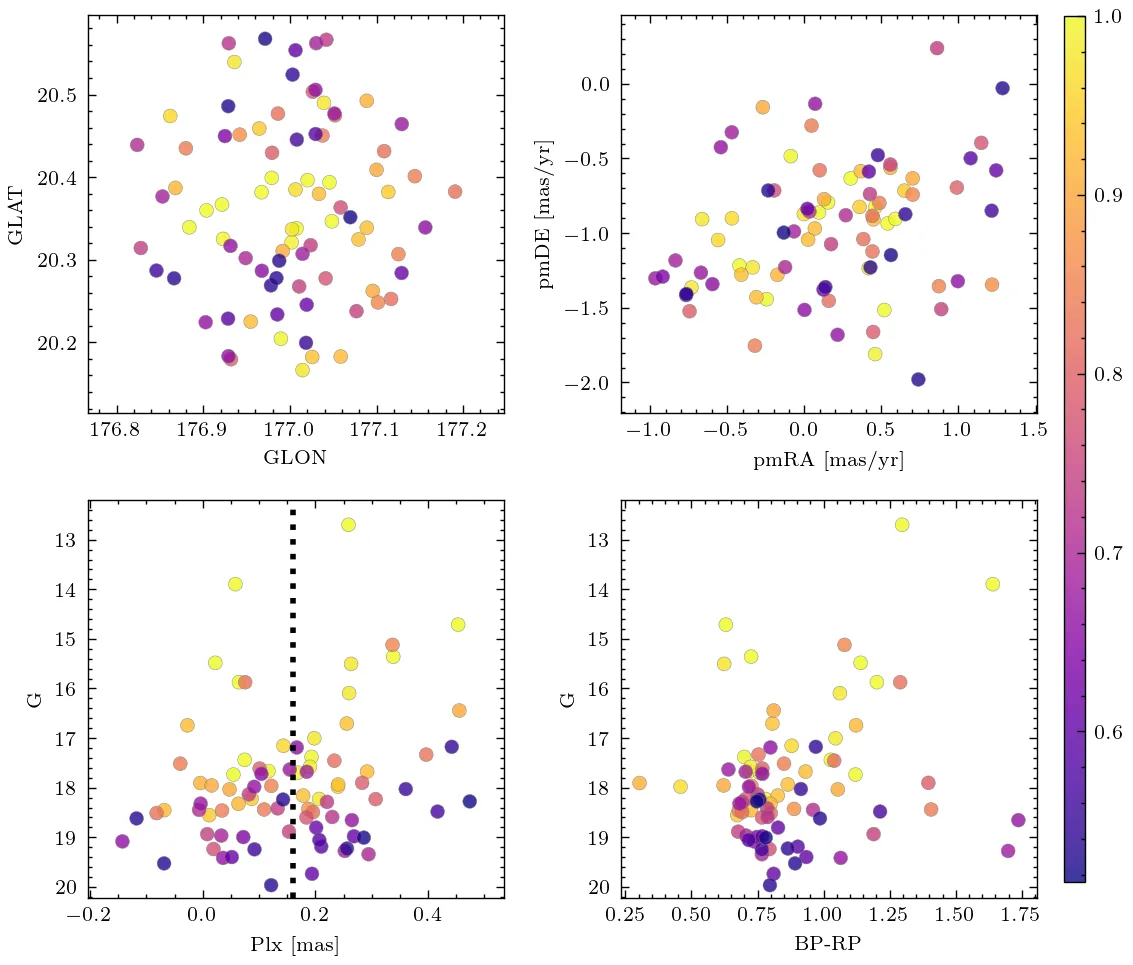 20.5
20.4
20.3
20.2
GLAT
176.8 176.9 177.0 177.1 177.2
GLON
0.0
−0.5
−1.0
−1.5
−2.0
pmDE [mas/yr]
−1.0 −0.5 0.0 0.5 1.0 1.5
pmRA [mas/yr]
1.0
0.9
0.8
0.7
0.6
13
14
15
16
17
18
19
20
G
−0.2 0.0 0.2 0.4
Plx [mas]
13
14
15
16
17
18
19
20
G
0.25 0.50 0.75 1.00 1.25 1.50 1.75
BP-RP